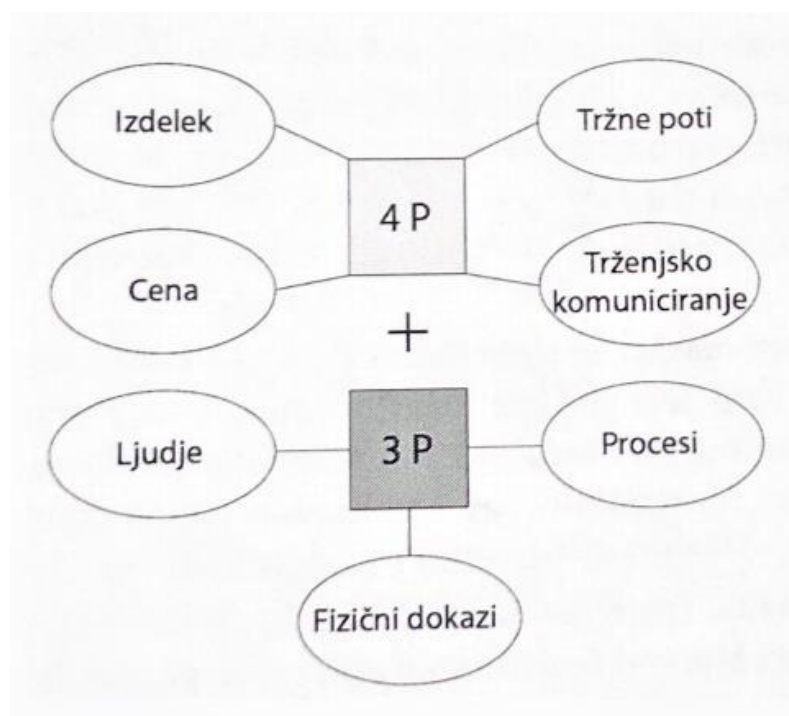 Izdelek
Tržne poti
4 P
Cena
Trženjsko
komuniciranje
+
Ljudje
3 P
Procesi
Fizični dokazi